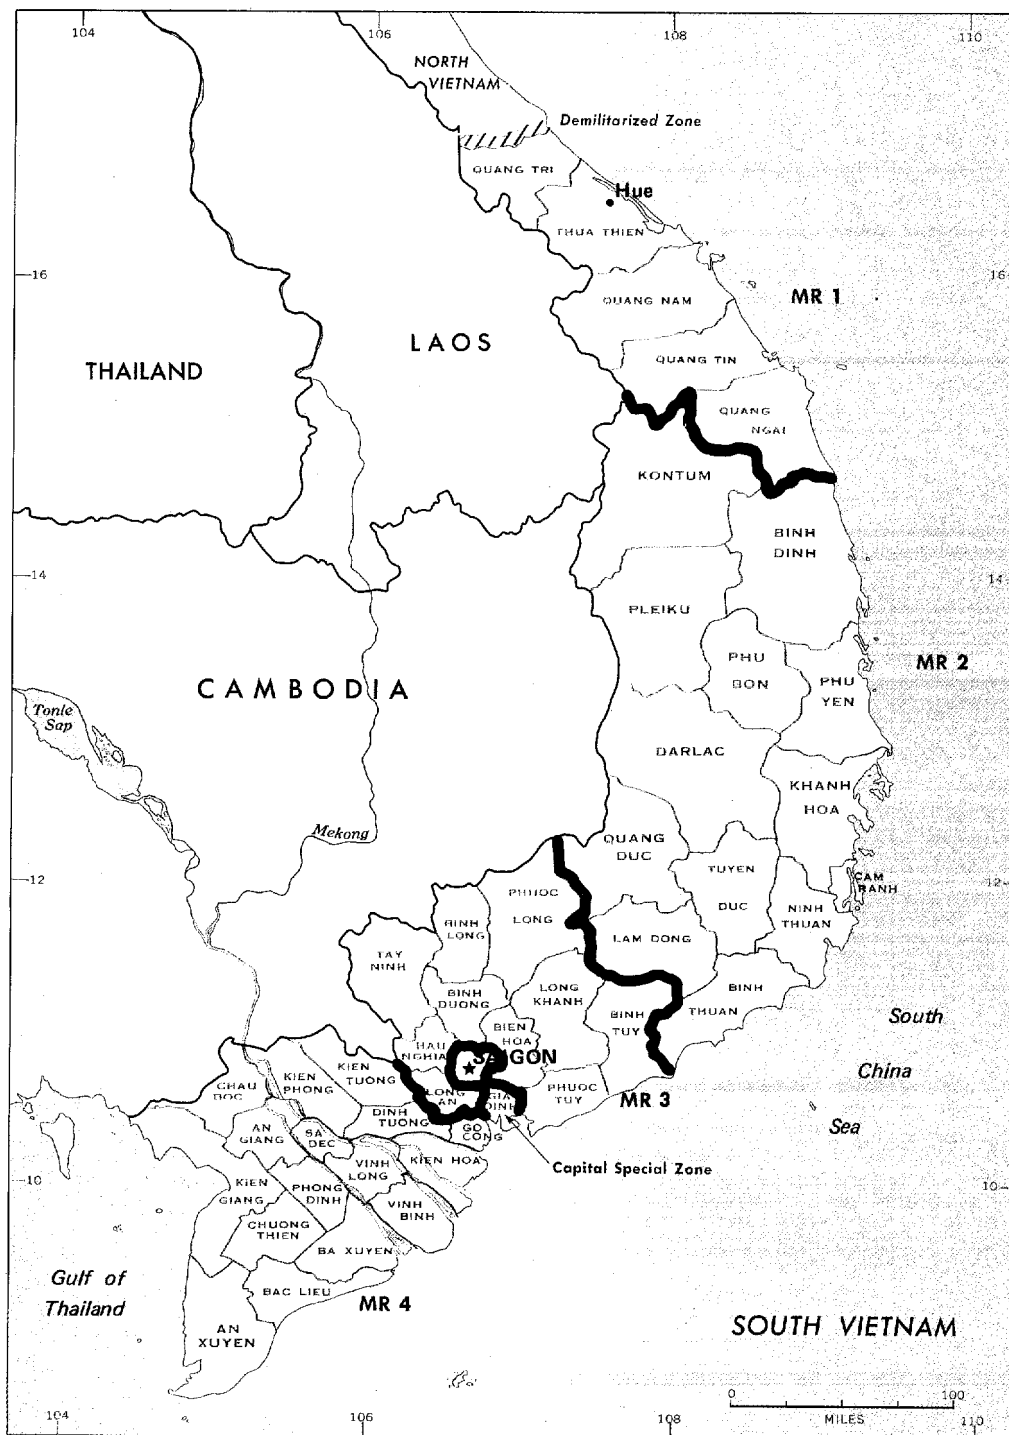 104
106
108
110
NORTH
VIETNAM
Demilitarized Zone
QUANG TRI
Hue
THUA THIEN
16
16
QUANG NAM
MR 1
LAOS
QUANG TIN
THAILAND
QUANG
NGAI
KONTUM
BINH
DINH
14
14
PLEIKU
PHU
BON
MR 2
PHU
YEN
CAMBODIA
Tonle
Sap
DARLAC
KHANH
HOA
Mekong
QUANG
DUC
TUYEN
DUC
CAM
RANH
12
12
PHUOC
LONG
NINH
THUAN
BINH
LONG
LAM DONG
TAY
NINH
LONG
KHANH
BINH
DUONG
BINH
THUAN
BINH
TUY
BIEN
HOA
South
China
Sea
HAU
NGHIA
SAIGON
KIEN
TUONG
KIEN
PHONG
CHAU
DOC
LONG
AN
GIA
DINH
PHUOC
TUY
MR 3
DINH
TUONG
GO
CONG
AN
GIANG
SA
DEC
Capital Special Zone
KIEN HOA
VINH
LONG
10
10
KIEN
GIANG
PHONG
DINH
VINH
BINH
CHUONG
THIEN
BA XUYEN
Gulf of
Thailand
BAC LIEU
MR 4
AN
XUYEN
SOUTH VIETNAM
0
100
MILES
104
106
108
110